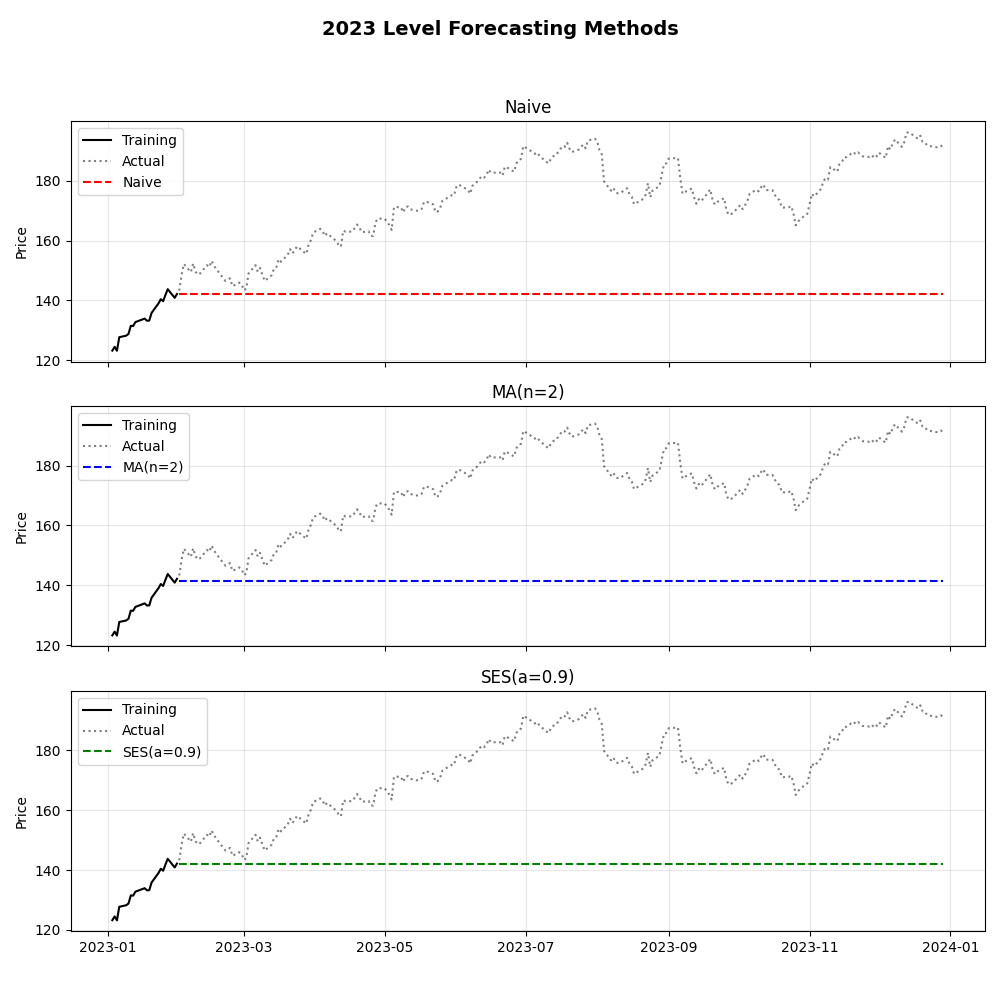 2023 Level Forecasting Methods
Naive
Training
Actual
Naive
180
160
140
120
Price
MA(n=2)
Training
Actual
MA(n=2)
180
160
140
120
Price
SES(a=0.9)
Training
Actual
SES(a=0.9)
180
160
140
120
Price
2023-01 2023-03 2023-05 2023-07 2023-09 2023-11 2024-01